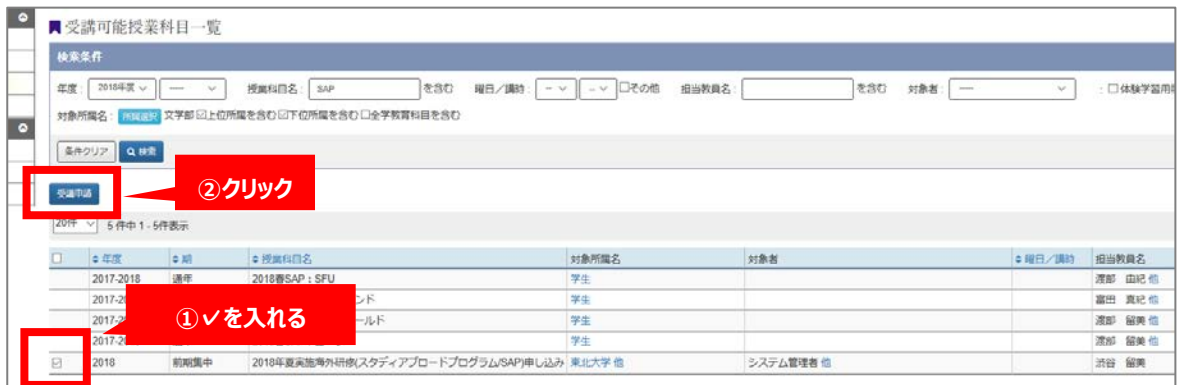 受講可能授業科目一覧
検索条件
年度： 2018年度 ― 授業科目名： SAP を含む 曜日／講時： － － □その他 担当教員名： を含む 対象者： ― ：□体験学習用
対象所属名： 所属選択 文学部 ☑上位所属を含む ☑下位所属を含む □全学教育科目を含む
条件クリア 検索
受講申請
②クリック
20件 5 件中 1 - 5件表示
年度 期 授業科目名 対象所属名 対象者 曜日／講時 担当教員名
2017-2018 通年 2018春SAP：SFU 学生 渡部 由紀 他
2017-2 ンド 学生 富田 真紀 他
2017-2 ールド 学生 渡部 留美 他
①✓を入れる
2017-2 学生 渡部 留美 他
☑ 2018 前期集中 2018年夏実施海外研修(スタディアブロードプログラム/SAP)申し込み 東北大学 他 システム管理者 他 渋谷 留美